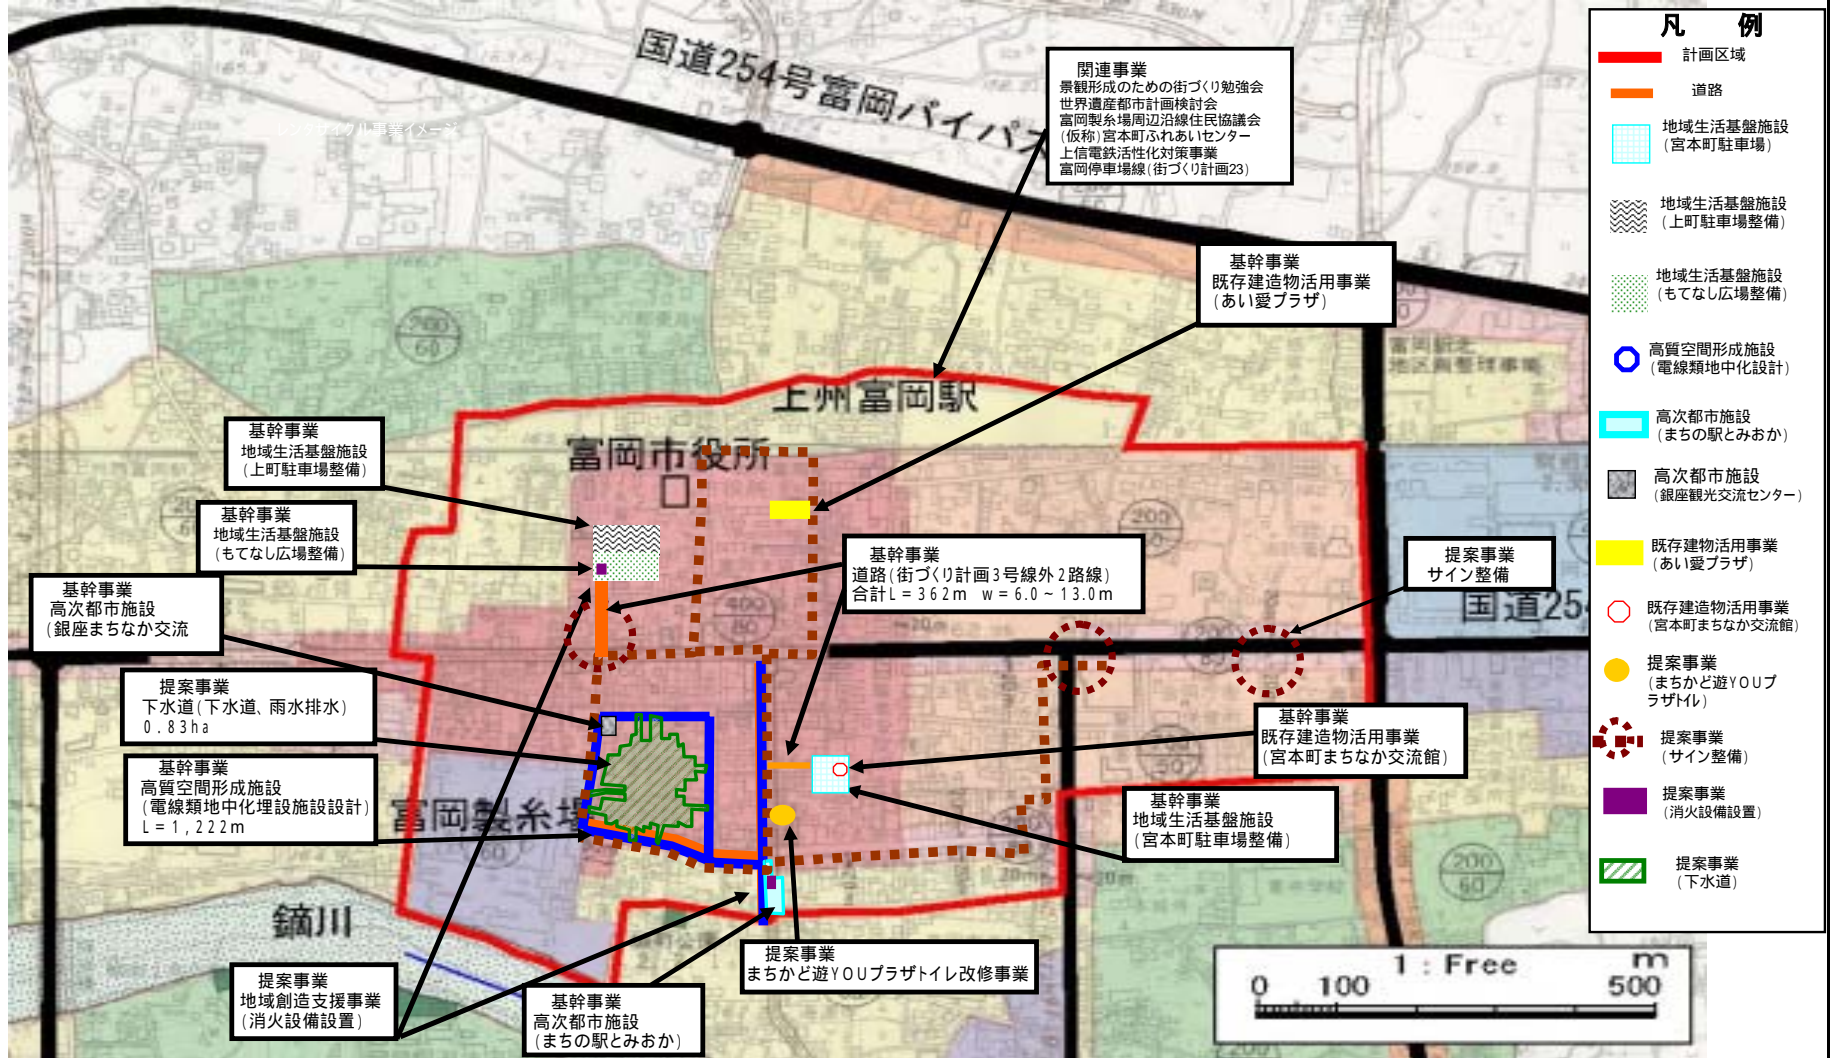 国道254号富岡バイパス
レンタサイクル事業イメージ
関連事業
景観形成のための街づくり勉強会
世界遺産都市計画検討会
富岡製糸場周辺沿線住民協議会
(仮称)宮本町ふれあいセンター
上信電鉄活性化対策事業
富岡停車場線(街づくり計画23)
基幹事業
既存建造物活用事業
(あい愛プラザ)
上州富岡駅
富岡市役所
基幹事業
地域生活基盤施設
(上町駐車場整備)
基幹事業
地域生活基盤施設
(もてなし広場整備)
基幹事業
高次都市施設
(銀座まちなか交流
基幹事業
道路(街づくり計画3号線外2路線)
合計L=362m w=6.0~13.0m
提案事業
サイン整備
国道25
提案事業
下水道(下水道、雨水排水)
0.83ha
基幹事業
高質空間形成施設
(電線類地中化埋設施設設計)
L=1,222m
富岡製糸場
基幹事業
既存建造物活用事業
(宮本町まちなか交流館)
基幹事業
地域生活基盤施設
(宮本町駐車場整備)
鏑川
提案事業
地域創造支援事業
(消火設備設置)
基幹事業
高次都市施設
(まちの駅とみおか)
提案事業
まちかど遊YOUプラザトイレ改修事業
200
60
400
80
200
60
1 : Free m
0 100 500
凡 例
計画区域
道路
地域生活基盤施設
(宮本町駐車場)
地域生活基盤施設
(上町駐車場整備)
地域生活基盤施設
(もてなし広場整備)
高質空間形成施設
(電線類地中化設計)
高次都市施設
(まちの駅とみおか)
高次都市施設
(銀座観光交流センター)
既存建物活用事業
(あい愛プラザ)
既存建造物活用事業
(宮本町まちなか交流館)
提案事業
(まちかど遊YOUプ
ラザトイレ)
提案事業
(サイン整備)
提案事業
(消火設備設置)
提案事業
(下水道)